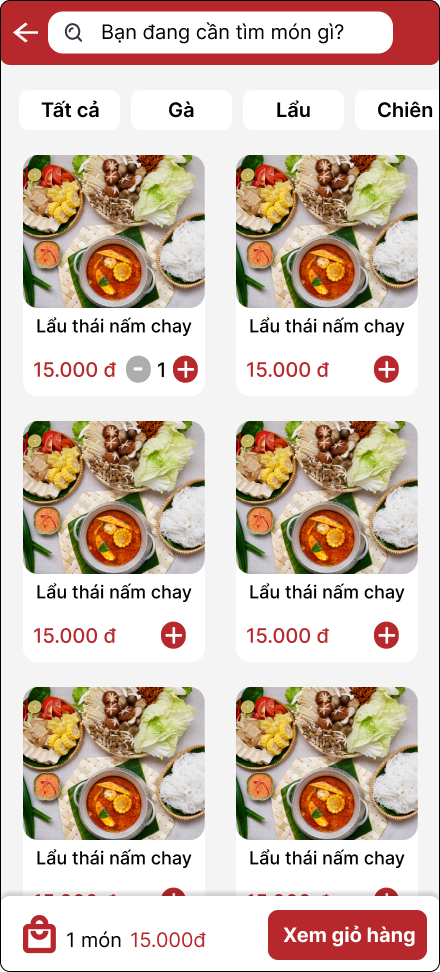 Bạn đang cần tìm món gì?
Tất cả
Gà
Lẩu
Chiên
Lẩu thái nấm chay
Lẩu thái nấm chay
15.000 đ
1
15.000 đ
Lẩu thái nấm chay
Lẩu thái nấm chay
15.000 đ
15.000 đ
Lẩu thái nấm chay
Lẩu thái nấm chay
1 món 15.000đ
Xem giỏ hàng